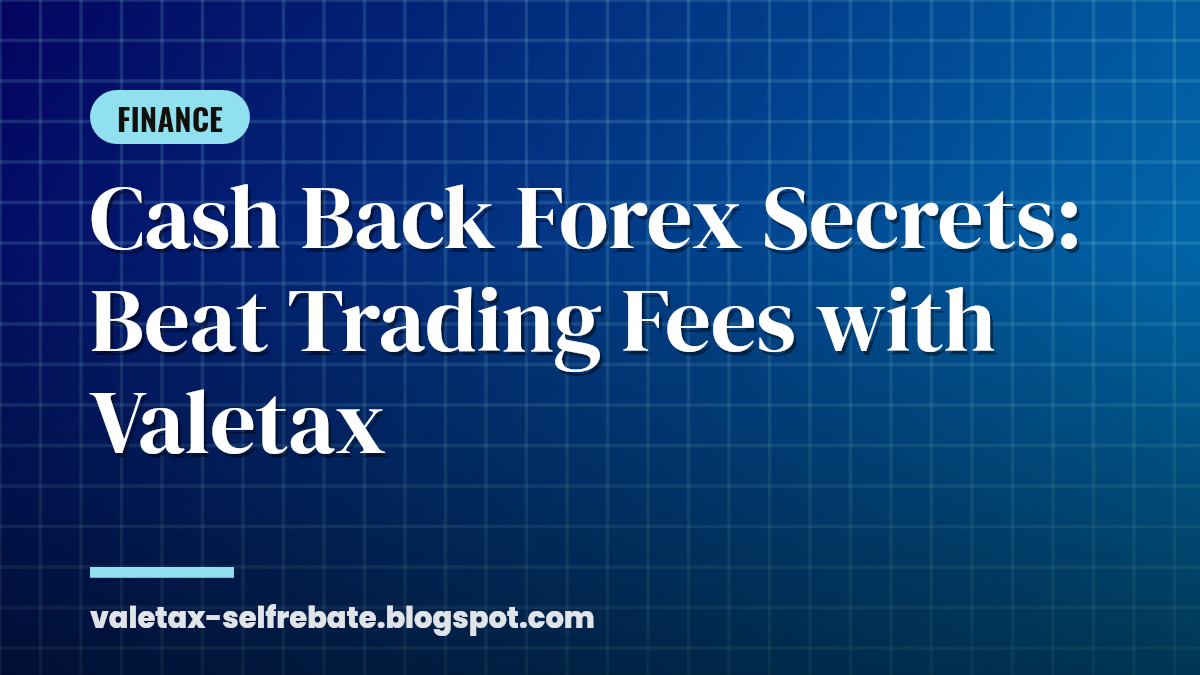 FINANCE
Cash Back Forex Secrets:
Beat Trading Fees with
Valetax
valetax-selfrebate.blogspot.com